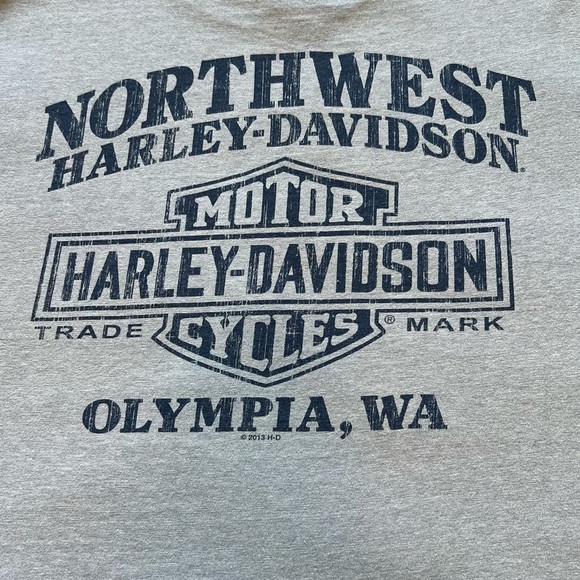 NORTHWEST
HARLEY-DAVIDSON
MOTOR
HARLEY-DAVIDSON
TRADE CYCLES ® MARK
OLYMPIA, WA
© 2013 H-D